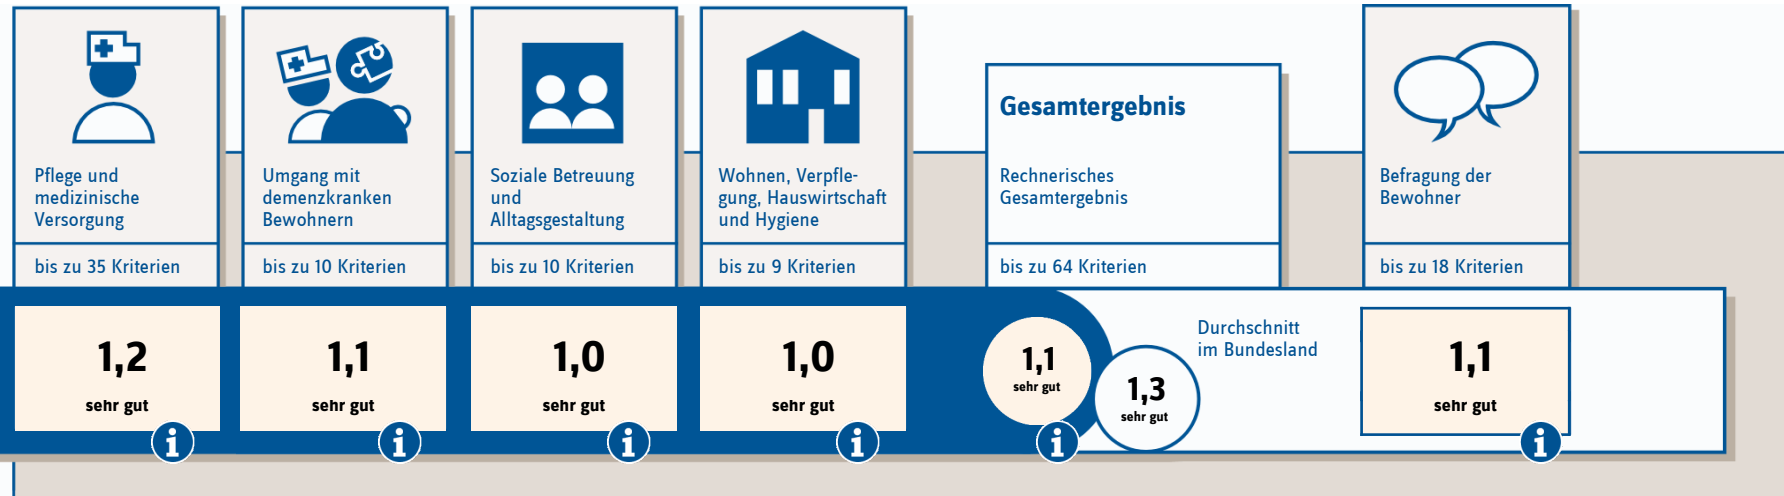 Pflege und
medizinische
Versorgung
bis zu 35 Kriterien
1,2
sehr gut
Umgang mit
demenzkranken
Bewohnern
bis zu 10 Kriterien
1,1
sehr gut
Soziale Betreuung
und
Alltagsgestaltung
bis zu 10 Kriterien
1,0
sehr gut
Wohnen, Verpfle-
gung, Hauswirtschaft
und Hygiene
bis zu 9 Kriterien
1,0
sehr gut
Gesamtergebnis
Rechnerisches
Gesamtergebnis
bis zu 64 Kriterien
1,1
sehr gut
1,3
sehr gut
Durchschnitt
im Bundesland
Befragung der
Bewohner
bis zu 18 Kriterien
1,1
sehr gut